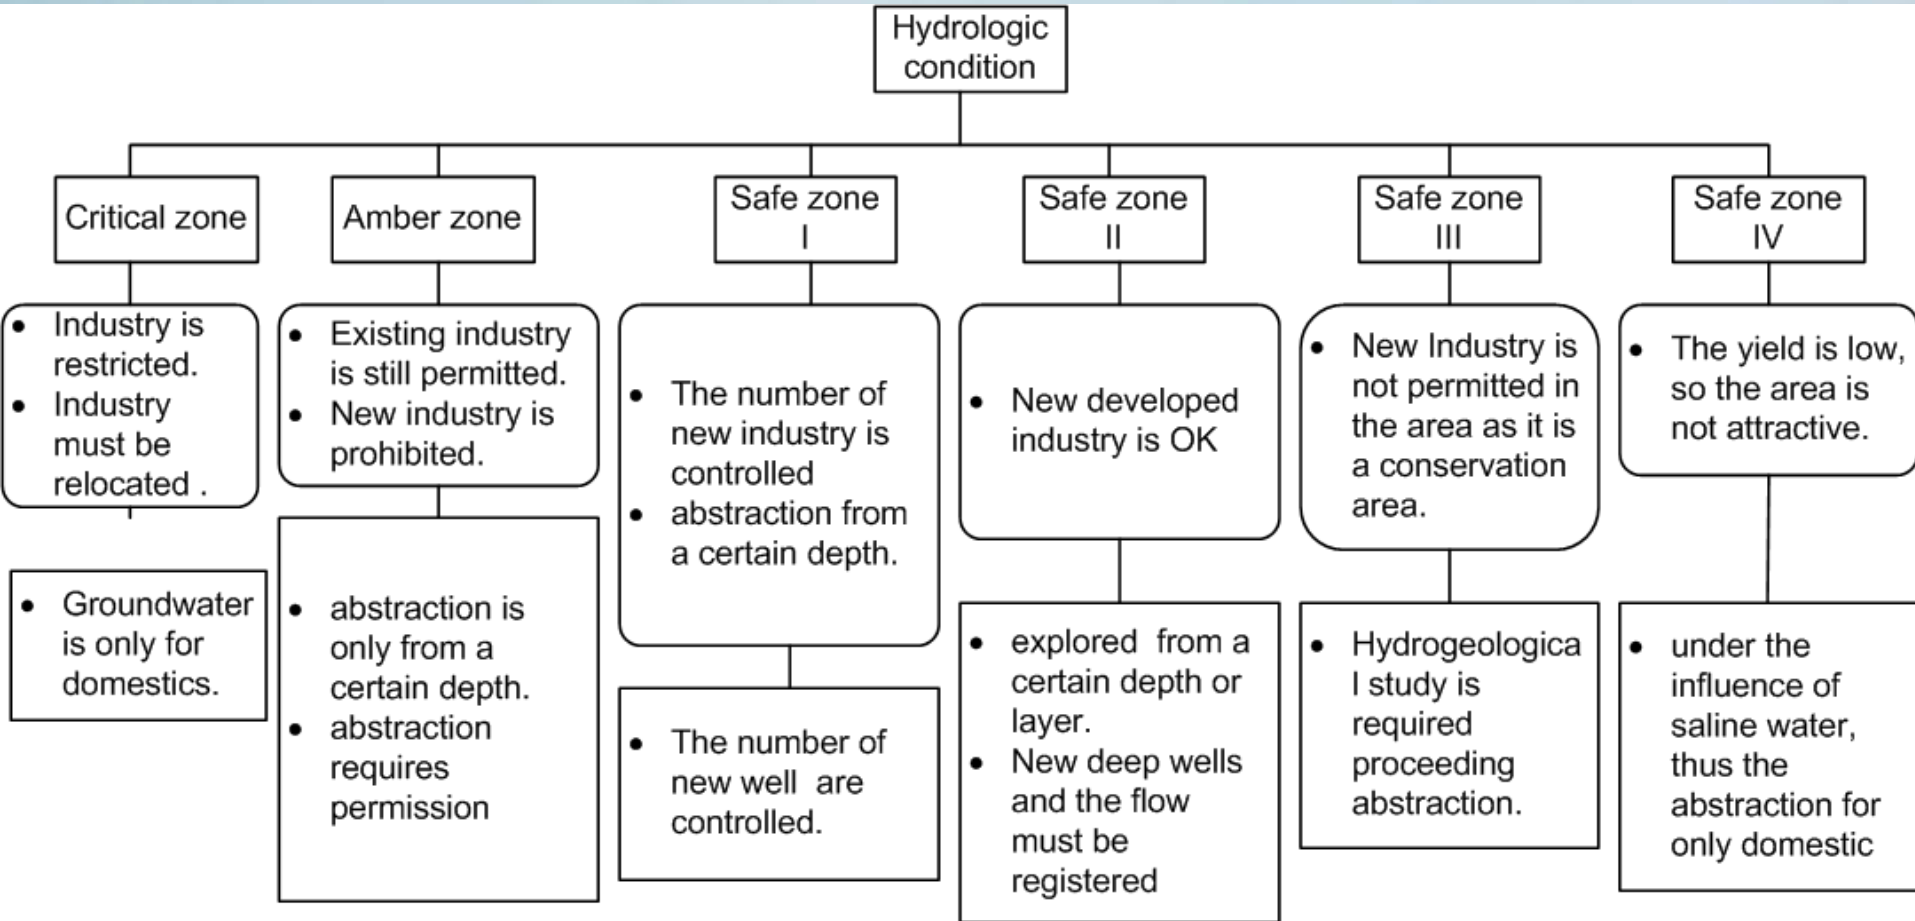 Hydrologic
condition
Critical zone
Amber zone
Safe zone
I
Safe zone
II
Safe zone
III
Safe zone
IV
• Industry is
restricted.
• Industry
must be
relocated .
• Existing industry
is still permitted.
• New industry is
prohibited.
• The number of
new industry is
controlled
• abstraction from
a certain depth.
• New developed
industry is OK
• New Industry is
not permitted in
the area as it is
a conservation
area.
• The yield is low,
so the area is
not attractive.
• Groundwater
is only for
domestics.
• abstraction is
only from a
certain depth.
• abstraction
requires
permission
• The number of
new well  are
controlled.
• explored  from a
certain depth or
layer.
• New deep wells
and the flow
must be
registered
• Hydrogeologica
l study is
required
proceeding
abstraction.
• under the
influence of
saline water,
thus the
abstraction for
only domestic